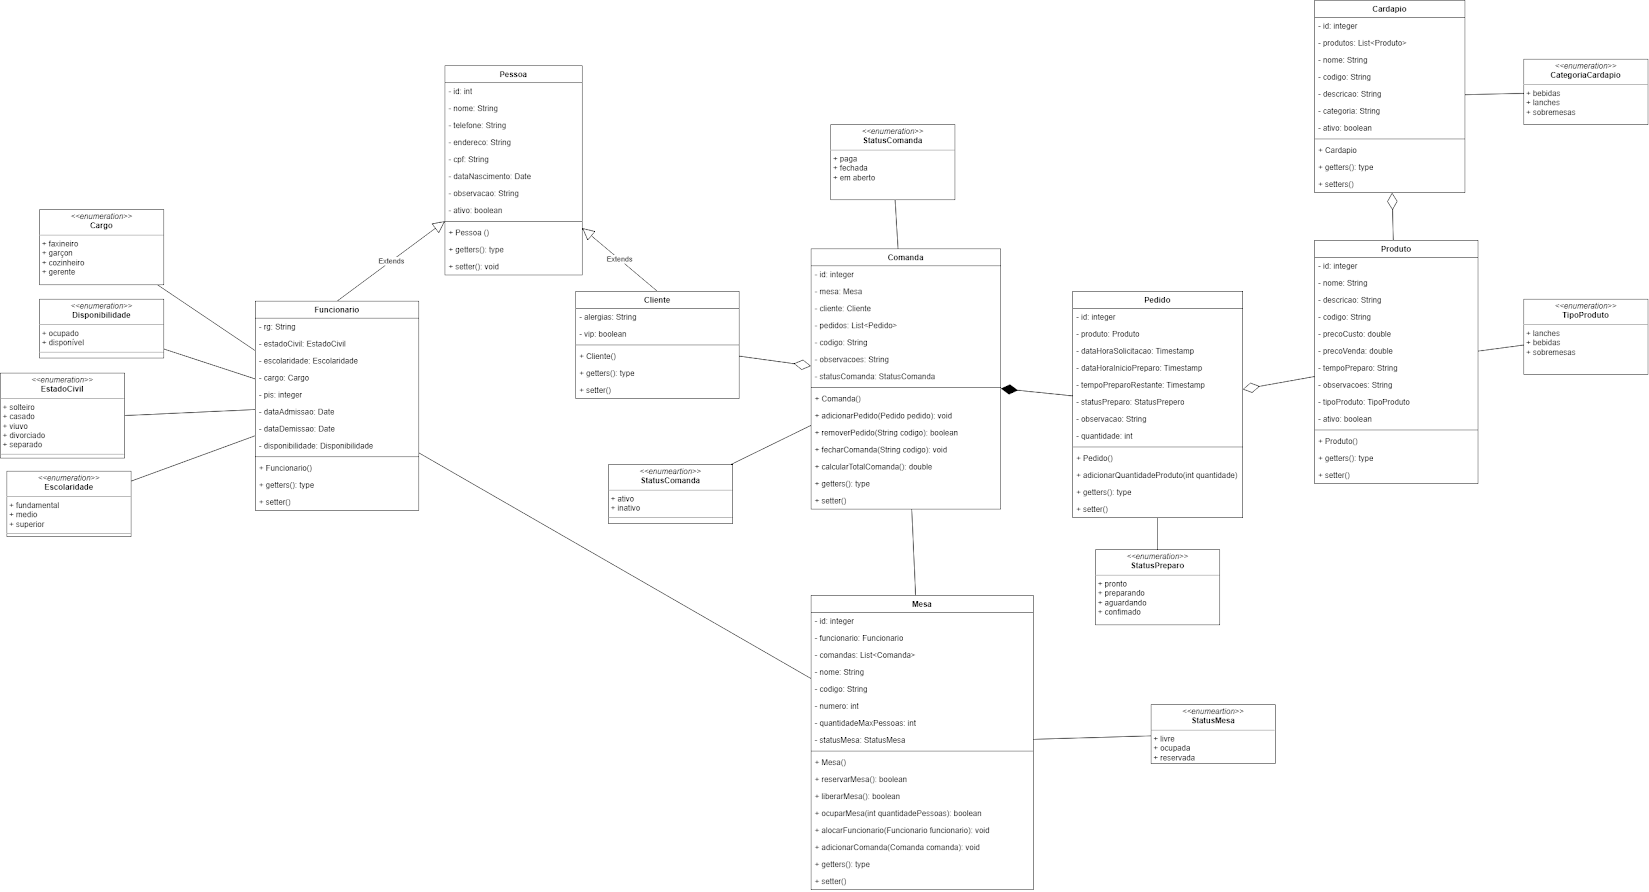 Cardapio
- id: integer
- produtos: List<Produto>
- nome: String
- codigo: String
- descricao: String
- categoria: String
- ativo: boolean
+ Cardapio
+ getters(): type
+ setters()
<<enumeration>>
CategoriaCardapio
+ bebidas
+ lanches
+ sobremesas
Pessoa
- id: int
- nome: String
- telefone: String
- endereco: String
- cpf: String
- dataNascimento: Date
- observacao: String
- ativo: boolean
+ Pessoa ()
+ getters(): type
+ setter(): void
<<enumeration>>
StatusComanda
+ paga
+ fechada
+ em aberto
<<enumeration>>
Cargo
+ faxineiro
+ garçon
+ cozinheiro
+ gerente
<<enumeration>>
Disponibilidade
+ ocupado
+ disponível
<<enumeration>>
EstadoCivil
+ solteiro
+ casado
+ viuvo
+ divorciado
+ separado
<<enumeration>>
Escolaridade
+ fundamental
+ medio
+ superior
Extends
Extends
Funcionario
- rg: String
- estadoCivil: EstadoCivil
- escolaridade: Escolaridade
- cargo: Cargo
- pis: integer
- dataAdmissao: Date
- dataDemissao: Date
- disponibilidade: Disponibilidade
+ Funcionario()
+ getters(): type
+ setter()
Cliente
- alergias: String
- vip: boolean
+ Cliente()
+ getters(): type
+ setter()
<<enumeartion>>
StatusComanda
+ ativo
+ inativo
Comanda
- id: integer
- mesa: Mesa
- cliente: Cliente
- pedidos: List<Pedido>
- codigo: String
- observacoes: String
- statusComanda: StatusComanda
+ Comanda()
+ adicionarPedido(Pedido pedido): void
+ removerPedido(String codigo): boolean
+ fecharComanda(String codigo): void
+ calcularTotalComanda(): double
+ getters(): type
+ setter()
Pedido
- id: integer
- produto: Produto
- dataHoraSolicitacao: Timestamp
- dataHoraInicioPreparo: Timestamp
- tempoPreparoRestante: Timestamp
- statusPreparo: StatusPrepero
- observacao: String
- quantidade: int
+ Pedido()
+ adicionarQuantidadeProduto(int quantidade)
+ getters(): type
+ setter()
<<enumeration>>
StatusPreparo
+ pronto
+ preparando
+ aguardando
+ confimado
Produto
- id: integer
- nome: String
- descricao: String
- codigo: String
- precoCusto: double
- precoVenda: double
- tempoPreparo: String
- observacoes: String
- tipoProduto: TipoProduto
- ativo: boolean
+ Produto()
+ getters(): type
+ setter()
<<enumeration>>
TipoProduto
+ lanches
+ bebidas
+ sobremesas
Mesa
- id: integer
- funcionario: Funcionario
- comandas: List<Comanda>
- nome: String
- codigo: String
- numero: int
- quantidadeMaxPessoas: int
- statusMesa: StatusMesa
+ Mesa()
+ reservarMesa(): boolean
+ liberarMesa(): boolean
+ ocuparMesa(int quantidadePessoas): boolean
+ alocarFuncionario(Funcionario funcionario): void
+ adicionarComanda(Comanda comanda): void
+ getters(): type
+ setter()
<<enumeartion>>
StatusMesa
+ livre
+ ocupada
+ reservada